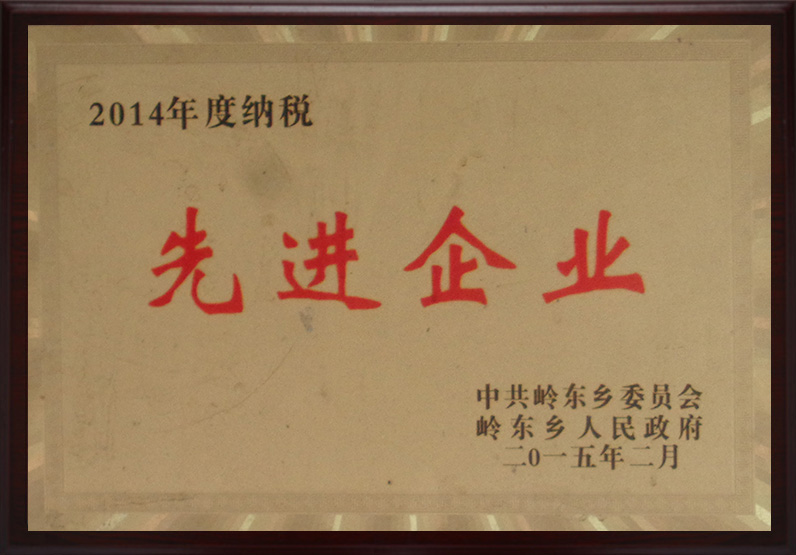 2014年度纳税
先进企业
中共岭东乡委员会
岭东乡人民政府
二0一五年二月